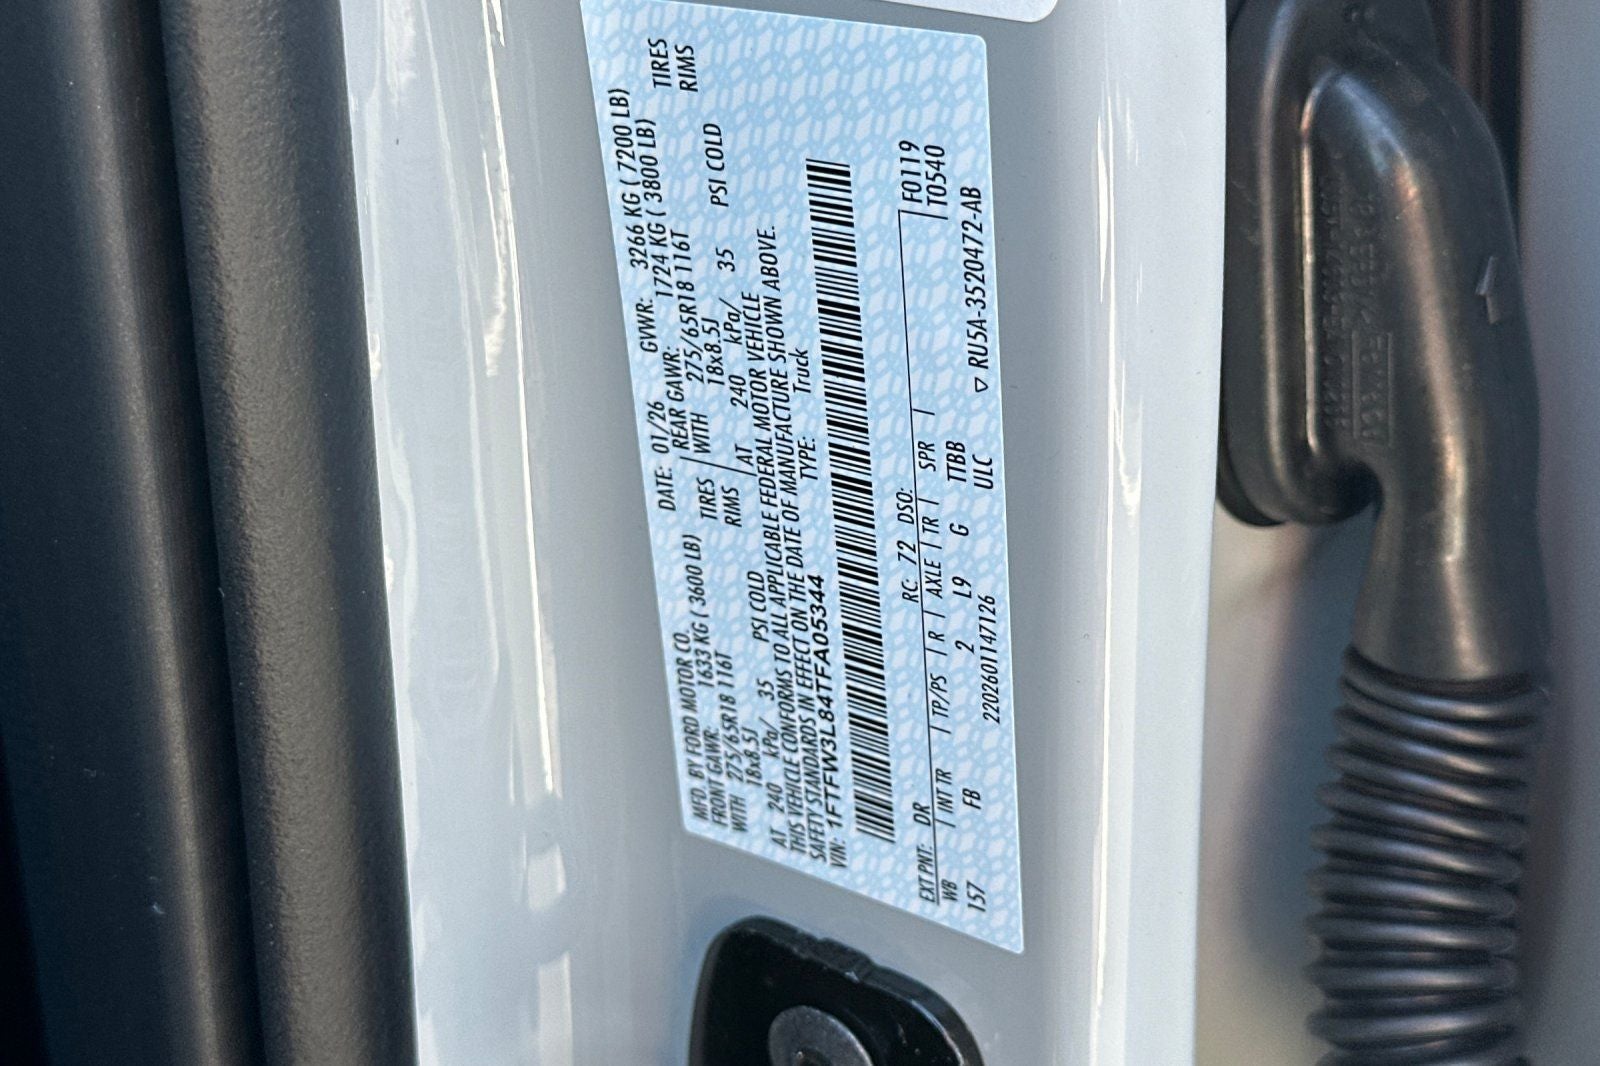 MFD. BY FORD MOTOR CO.
DATE: 01/26 GVWR: 3266 KG ( 7200 LB)
FRONT GAWR: 1633 KG ( 3600 LB) REAR GAWR: 1724 KG ( 3800 LB)
WITH 275/65R18 116T TIRES WITH 275/65R18 116T TIRES
18x8.5J RIMS 18x8.5J RIMS
AT 240 kPa/ 35 PSI COLD AT 240 kPa/ 35 PSI COLD
THIS VEHICLE CONFORMS TO ALL APPLICABLE FEDERAL MOTOR VEHICLE
SAFETY STANDARDS IN EFFECT ON THE DATE OF MANUFACTURE SHOWN ABOVE.
VIN: 1FTFW3L84TFA05344 TYPE: Truck
F0119
T0540
EXT PNT: DR RC: 72 DSO:
WB INT TR TP/PS R AXLE TR SPR
157 FB 2 L9 G TTBB
2202601147126 ULC ▽ RU5A-3520472-AB